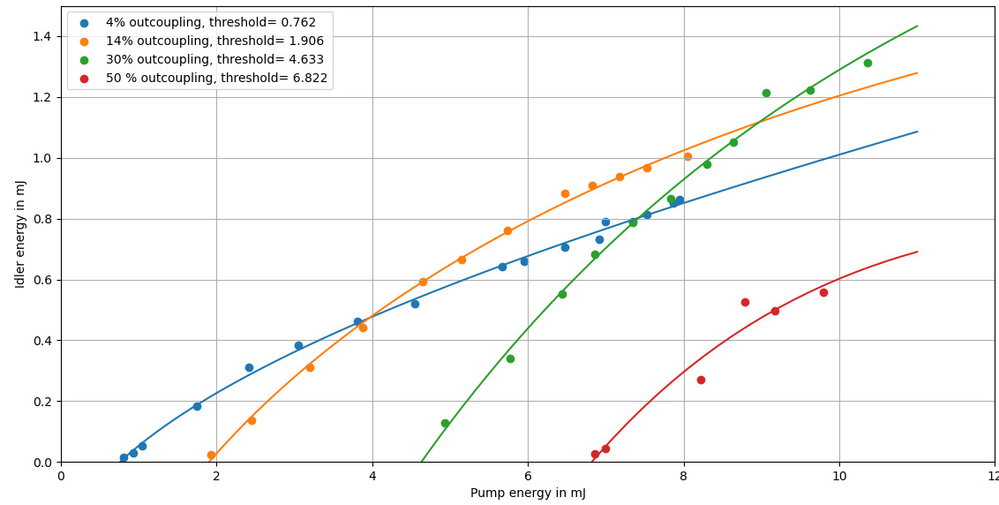 4% outcoupling, threshold= 0.762
14% outcoupling, threshold= 1.906
30% outcoupling, threshold= 4.633
50 % outcoupling, threshold= 6.822
1.4
1.2
1.0
0.8
0.6
0.4
0.2
0.0
Idler energy in mJ
0 2 4 6 8 10 12
Pump energy in mJ